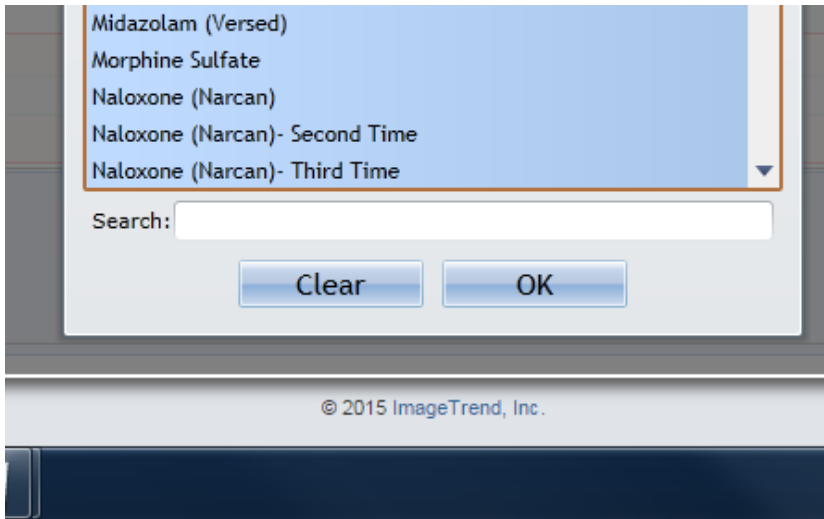 Midazolam (Versed)
Morphine Sulfate
Naloxone (Narcan)
Naloxone (Narcan)- Second Time
Naloxone (Narcan)- Third Time
Search:
Clear OK
© 2015 ImageTrend, Inc.